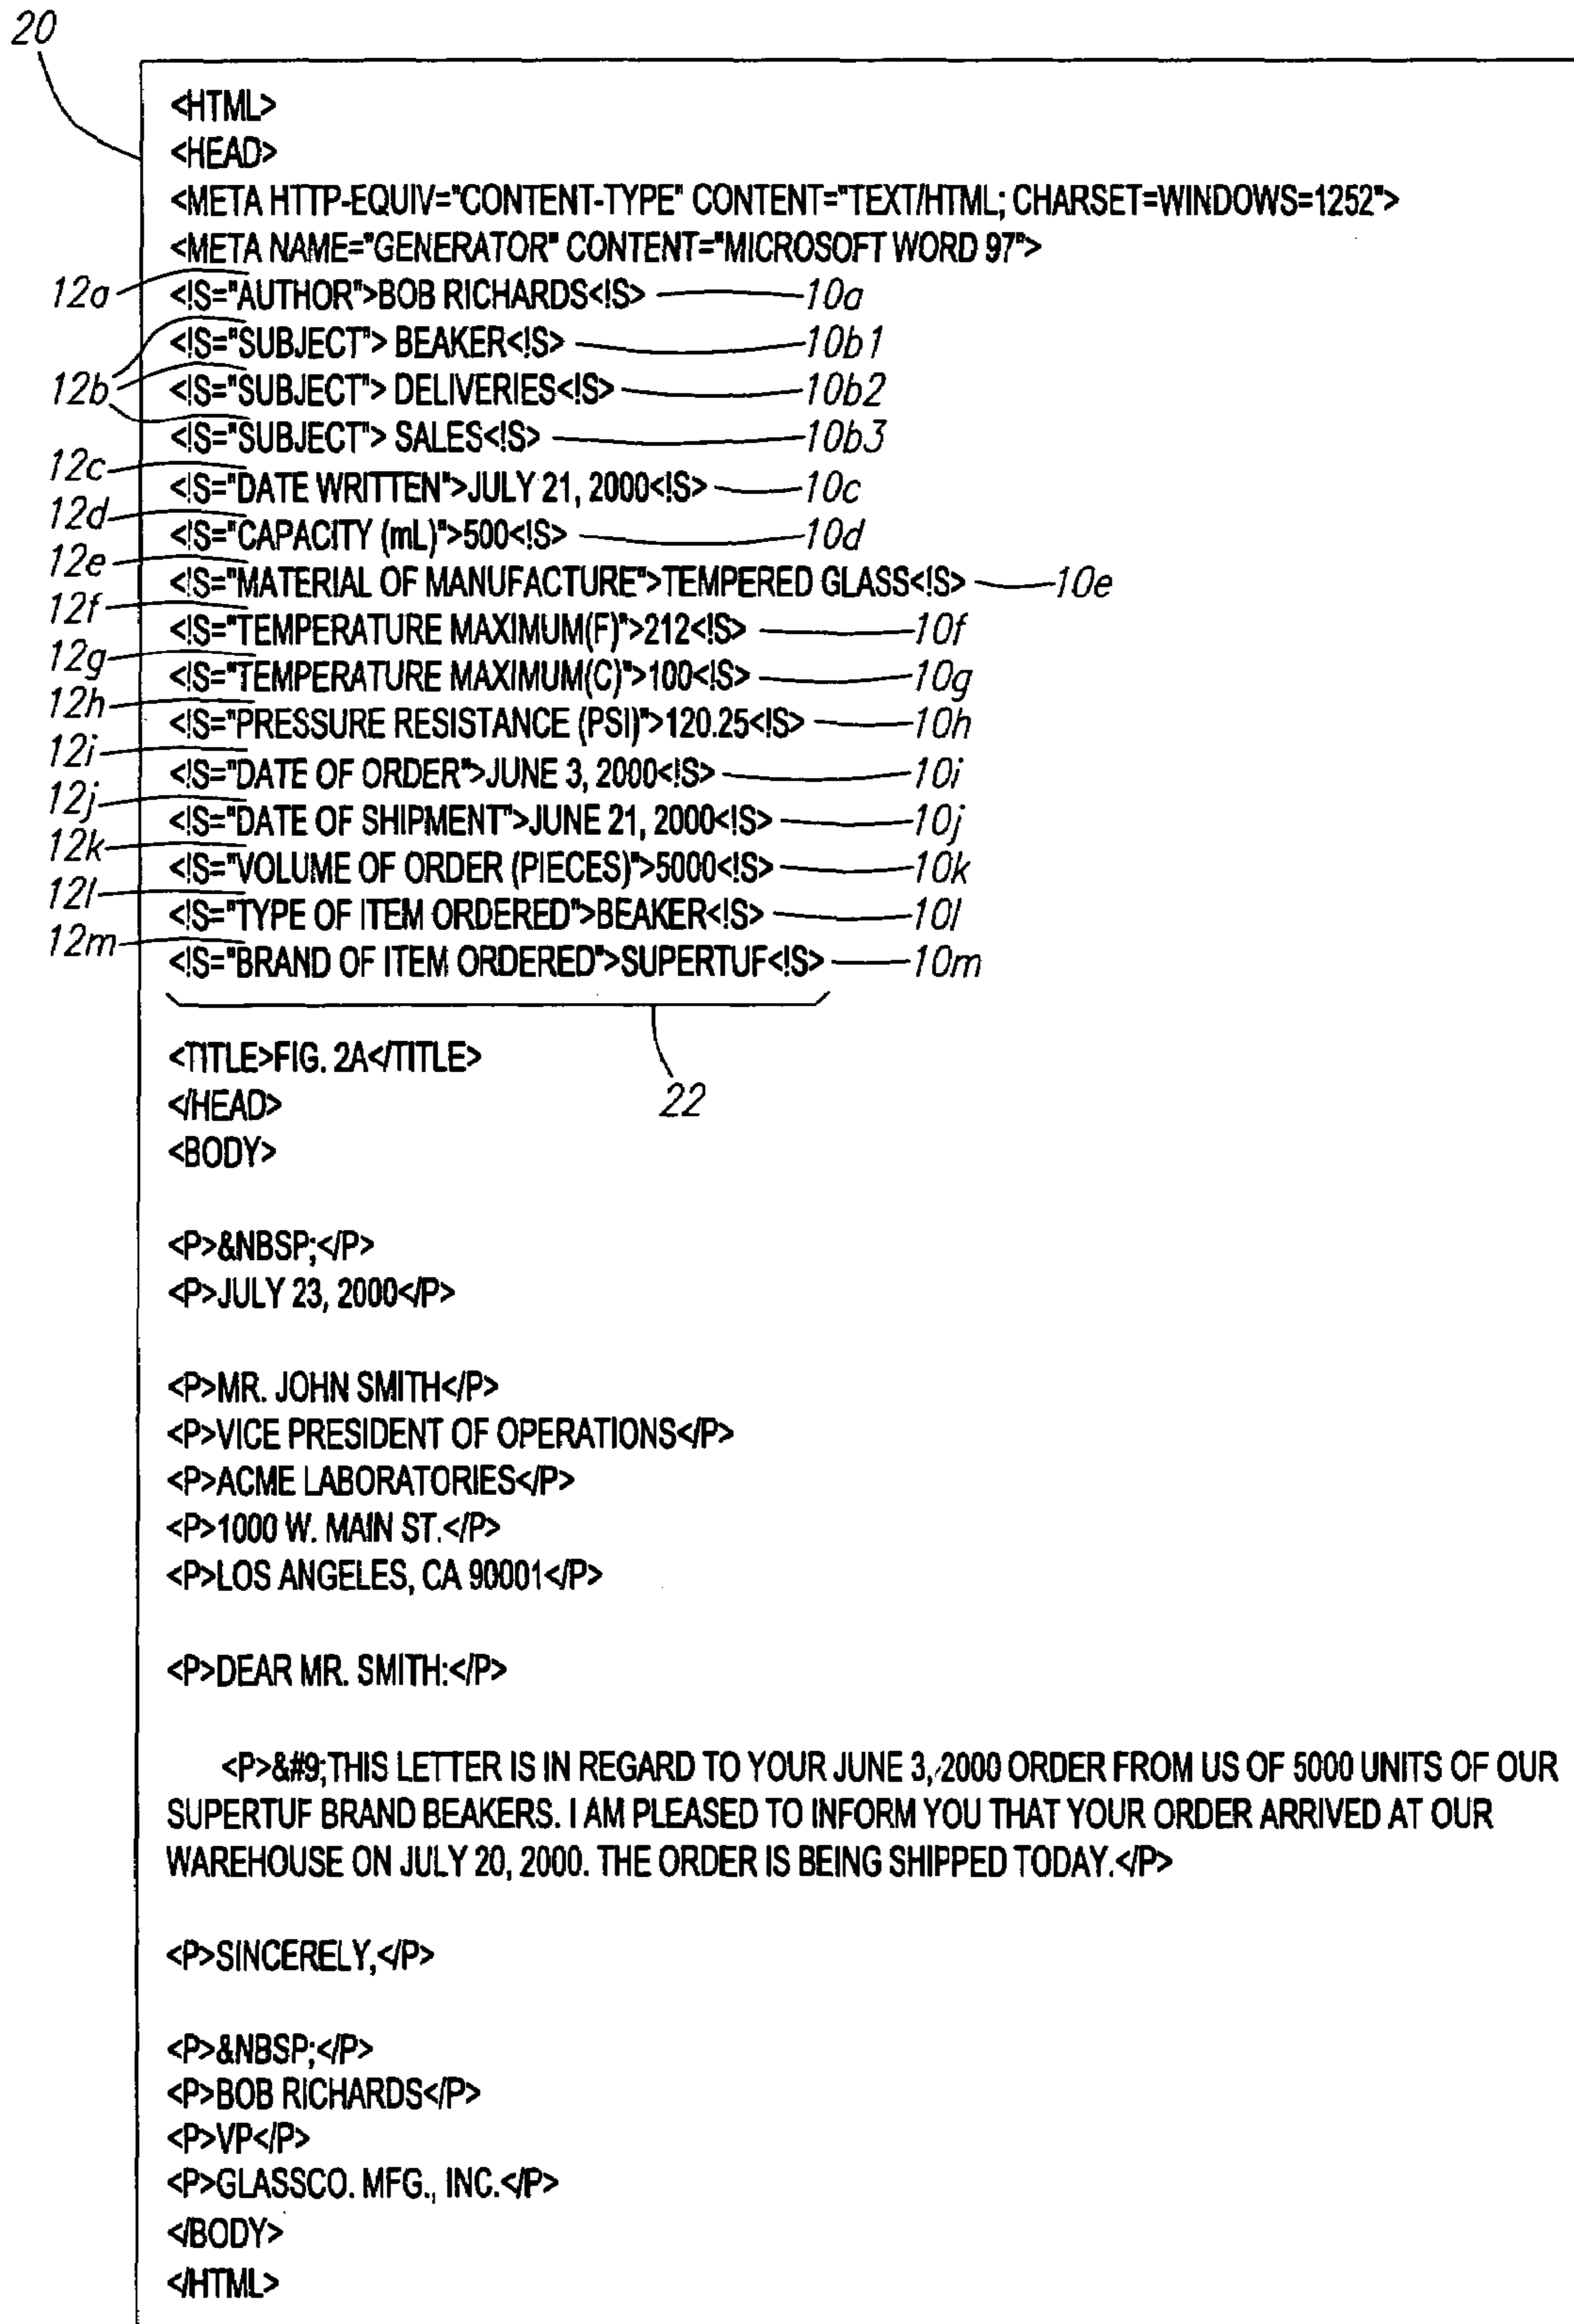 20
<HTML>
<HEAD>
<META HTTP-EQUIV="CONTENT-TYPE" CONTENT="TEXT/HTML; CHARSET=WINDOWS=1252">
<META NAME="GENERATOR" CONTENT="MICROSOFT WORD 97">
12a <!S="AUTHOR">BOB RICHARDS<!S> 10a
<!S="SUBJECT"> BEAKER<!S> 10b1
12b <!S="SUBJECT"> DELIVERIES<!S> 10b2
<!S="SUBJECT"> SALES<!S> 10b3
12c <!S="DATE WRITTEN">JULY 21, 2000<!S> 10c
12d <!S="CAPACITY (mL)">500<!S> 10d
12e <!S="MATERIAL OF MANUFACTURE">TEMPERED GLASS<!S> 10e
12f <!S="TEMPERATURE MAXIMUM(F)">212<!S> 10f
12g <!S="TEMPERATURE MAXIMUM(C)">100<!S> 10g
12h <!S="PRESSURE RESISTANCE (PSI)">120.25<!S> 10h
12i <!S="DATE OF ORDER">JUNE 3, 2000<!S> 10i
12j <!S="DATE OF SHIPMENT">JUNE 21, 2000<!S> 10j
12k <!S="VOLUME OF ORDER (PIECES)">5000<!S> 10k
12l <!S="TYPE OF ITEM ORDERED">BEAKER<!S> 10l
12m <!S="BRAND OF ITEM ORDERED">SUPERTUF<!S> 10m
<TITLE>FIG. 2A</TITLE>
</HEAD> 22
<BODY>
<P>&NBSP;</P>
<P>JULY 23, 2000</P>
<P>MR. JOHN SMITH</P>
<P>VICE PRESIDENT OF OPERATIONS</P>
<P>ACME LABORATORIES</P>
<P>1000 W. MAIN ST.</P>
<P>LOS ANGELES, CA 90001</P>
<P>DEAR MR. SMITH:</P>
<P>&#9;THIS LETTER IS IN REGARD TO YOUR JUNE 3, 2000 ORDER FROM US OF 5000 UNITS OF OUR
SUPERTUF BRAND BEAKERS. I AM PLEASED TO INFORM YOU THAT YOUR ORDER ARRIVED AT OUR
WAREHOUSE ON JULY 20, 2000. THE ORDER IS BEING SHIPPED TODAY.</P>
<P>SINCERELY,</P>
<P>&NBSP;</P>
<P>BOB RICHARDS</P>
<P>VP</P>
<P>GLASSCO. MFG., INC.</P>
</BODY>
</HTML>